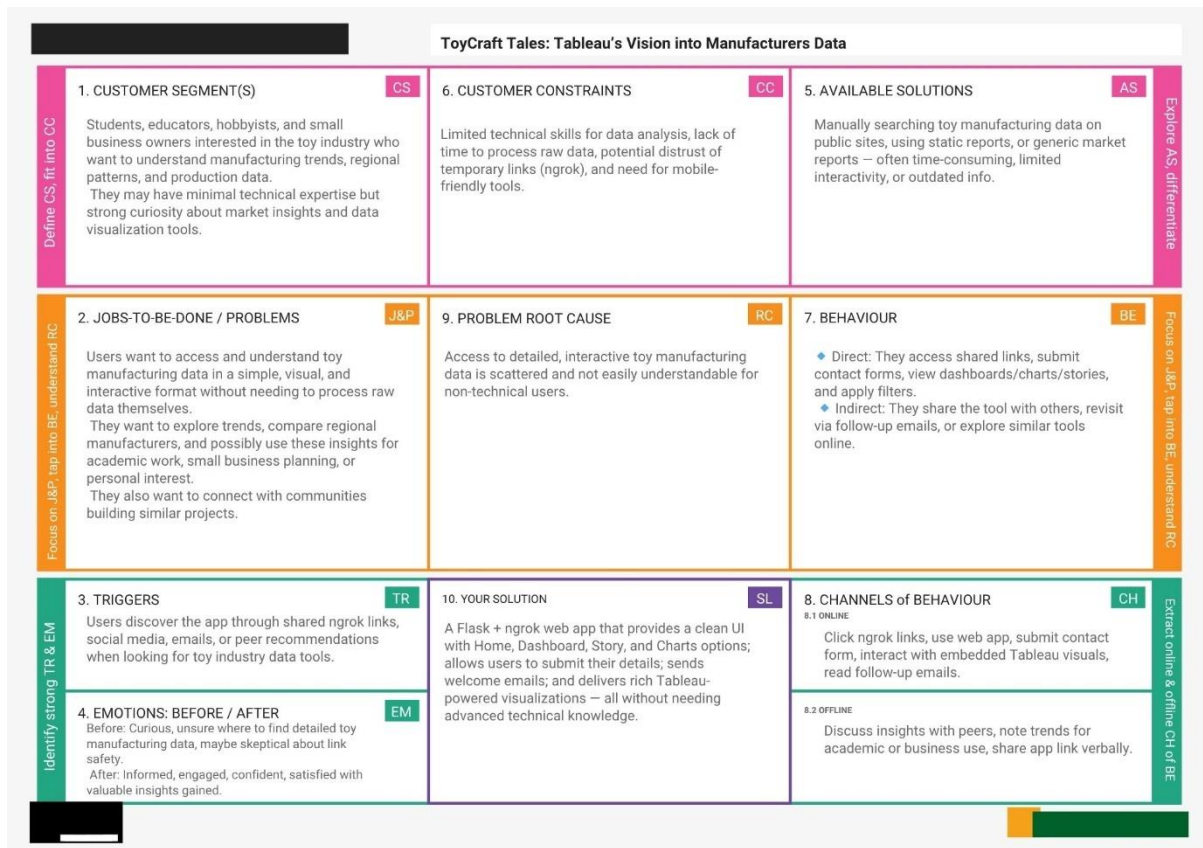 ToyCraft Tales: Tableau's Vision into Manufacturers Data
Define CS, fit into CC
1. CUSTOMER SEGMENT(S)
CS
Students, educators, hobbyists, and small
business owners interested in the toy industry who
want to understand manufacturing trends, regional
patterns, and production data.
They may have minimal technical expertise but
strong curiosity about market insights and data
visualization tools.
6. CUSTOMER CONSTRAINTS
CC
Limited technical skills for data analysis, lack of
time to process raw data, potential distrust of
temporary links (ngrok), and need for mobile-
friendly tools.
5. AVAILABLE SOLUTIONS
AS
Manually searching toy manufacturing data on
public sites, using static reports, or generic market
reports — often time-consuming, limited
interactivity, or outdated info.
Explore AS, differentiate
Focus on J&P, tap into BE, understand RC
2. JOBS-TO-BE-DONE / PROBLEMS
J&P
Users want to access and understand toy
manufacturing data in a simple, visual, and
interactive format without needing to process raw
data themselves.
They want to explore trends, compare regional
manufacturers, and possibly use these insights for
academic work, small business planning, or
personal interest.
They also want to connect with communities
building similar projects.
9. PROBLEM ROOT CAUSE
RC
Access to detailed, interactive toy manufacturing
data is scattered and not easily understandable for
non-technical users.
7. BEHAVIOUR
BE
🔹 Direct: They access shared links, submit
contact forms, view dashboards/charts/stories,
and apply filters.
🔹 Indirect: They share the tool with others, revisit
via follow-up emails, or explore similar tools
online.
Focus on J&P, tap into BE, understand RC
Identify strong TR & EM
3. TRIGGERS
TR
Users discover the app through shared ngrok links,
social media, emails, or peer recommendations
when looking for toy industry data tools.
4. EMOTIONS: BEFORE / AFTER
EM
Before: Curious, unsure where to find detailed toy
manufacturing data, maybe skeptical about link
safety.
After: Informed, engaged, confident, satisfied with
valuable insights gained.
10. YOUR SOLUTION
SL
A Flask + ngrok web app that provides a clean UI
with Home, Dashboard, Story, and Charts options;
allows users to submit their details; sends
welcome emails; and delivers rich Tableau-
powered visualizations — all without needing
advanced technical knowledge.
8. CHANNELS of BEHAVIOUR
CH
8.1 ONLINE
Click ngrok links, use web app, submit contact
form, interact with embedded Tableau visuals,
read follow-up emails.
8.2 OFFLINE
Discuss insights with peers, note trends for
academic or business use, share app link verbally.
Extract online & offline CH of BE